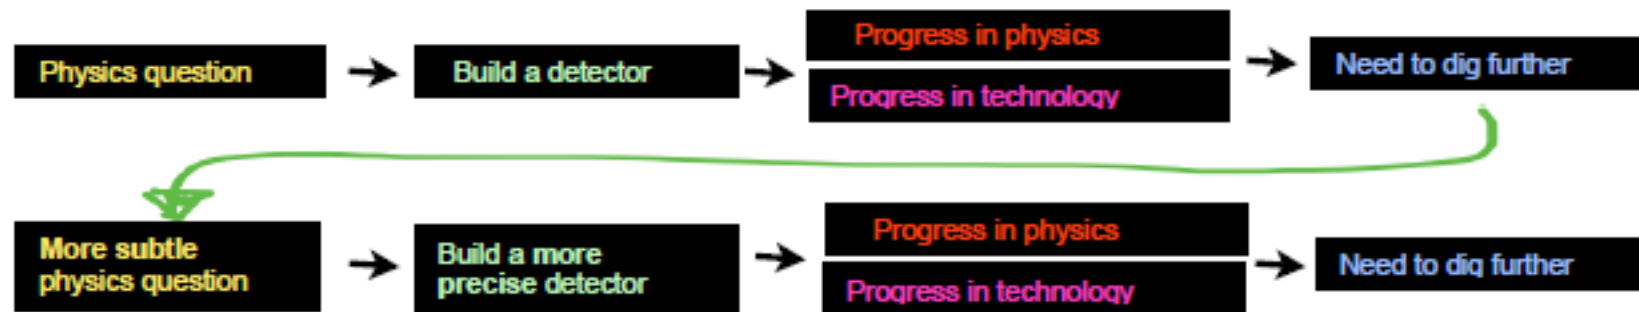 Physics question
Build a detector
Progress in physics
Progress in technology
Need to dig further
More subtle
physics question
Build a more
precise detector
Progress in physics
Progress in technology
Need to dig further